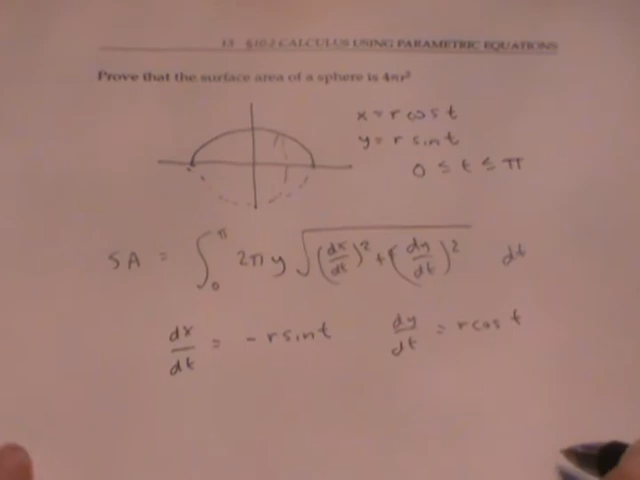 13 §10.2 CALCULUS USING PARAMETRIC EQUATIONS
Prove that the surface area of a sphere is 4πr²
x = r cos t
y = r sin t
0 ≤ t ≤ π
SA = ∫₀^π 2π y √((dx/dt)² + (dy/dt)²) dt
dx/dt = - r sin t dy/dt = r cos t